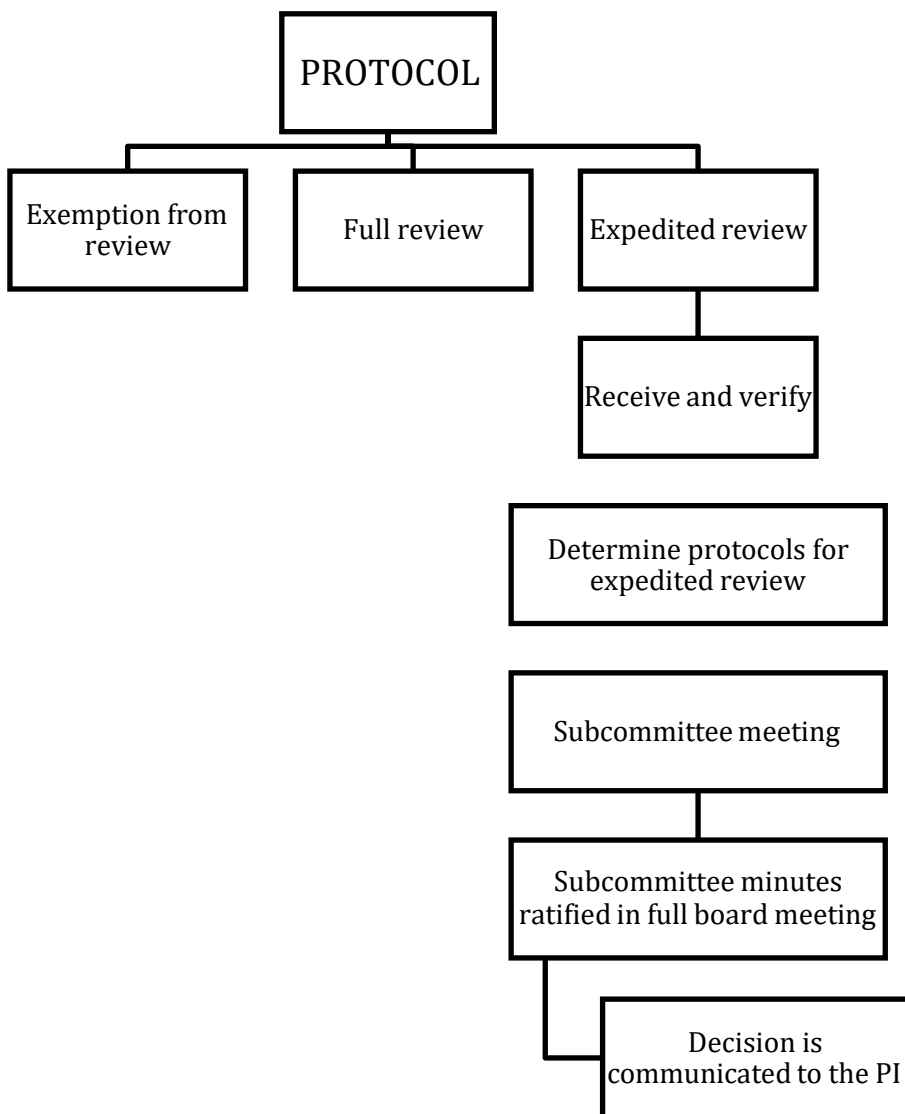 PROTOCOL
Exemption from
review
Full review
Expedited review
Receive and verify
Determine protocols for
expedited review
Subcommittee meeting
Subcommittee minutes
ratified in full board meeting
Decision is
communicated to the PI